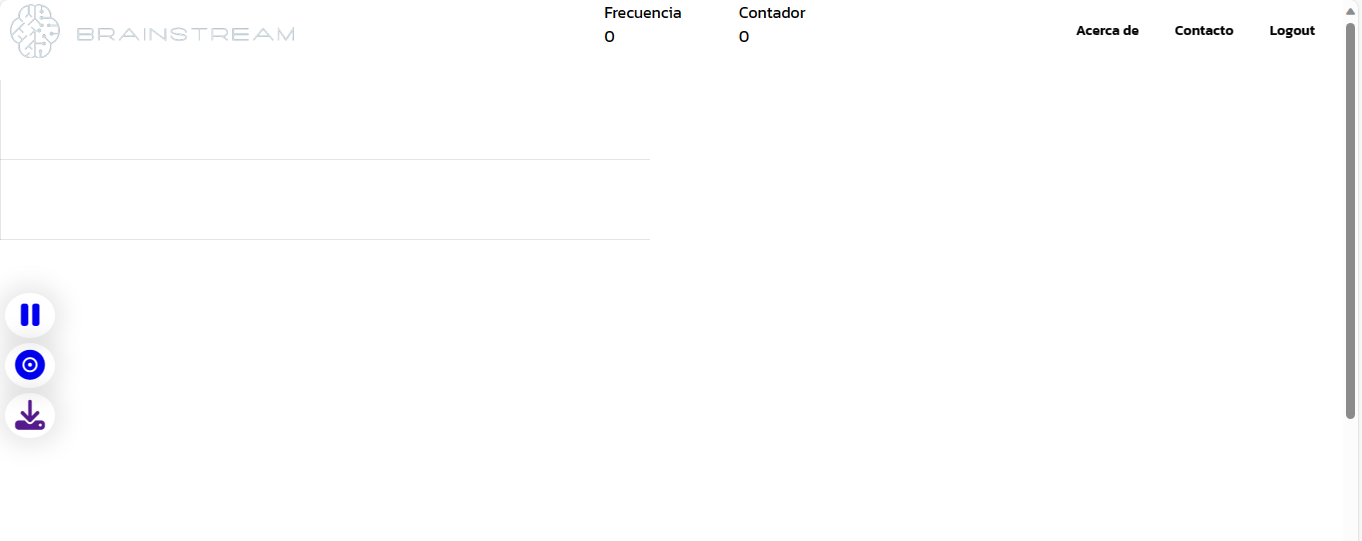 BRAINSTREAM
Frecuencia
0
Contador
0
Acerca de
Contacto
Logout